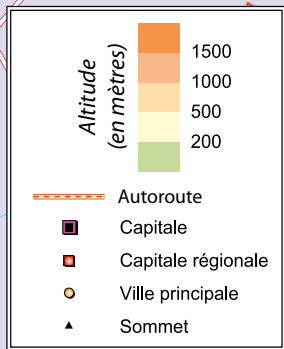 Altitude
(en mètres)
1500
1000
500
200
Autoroute
Capitale
Capitale régionale
Ville principale
Sommet